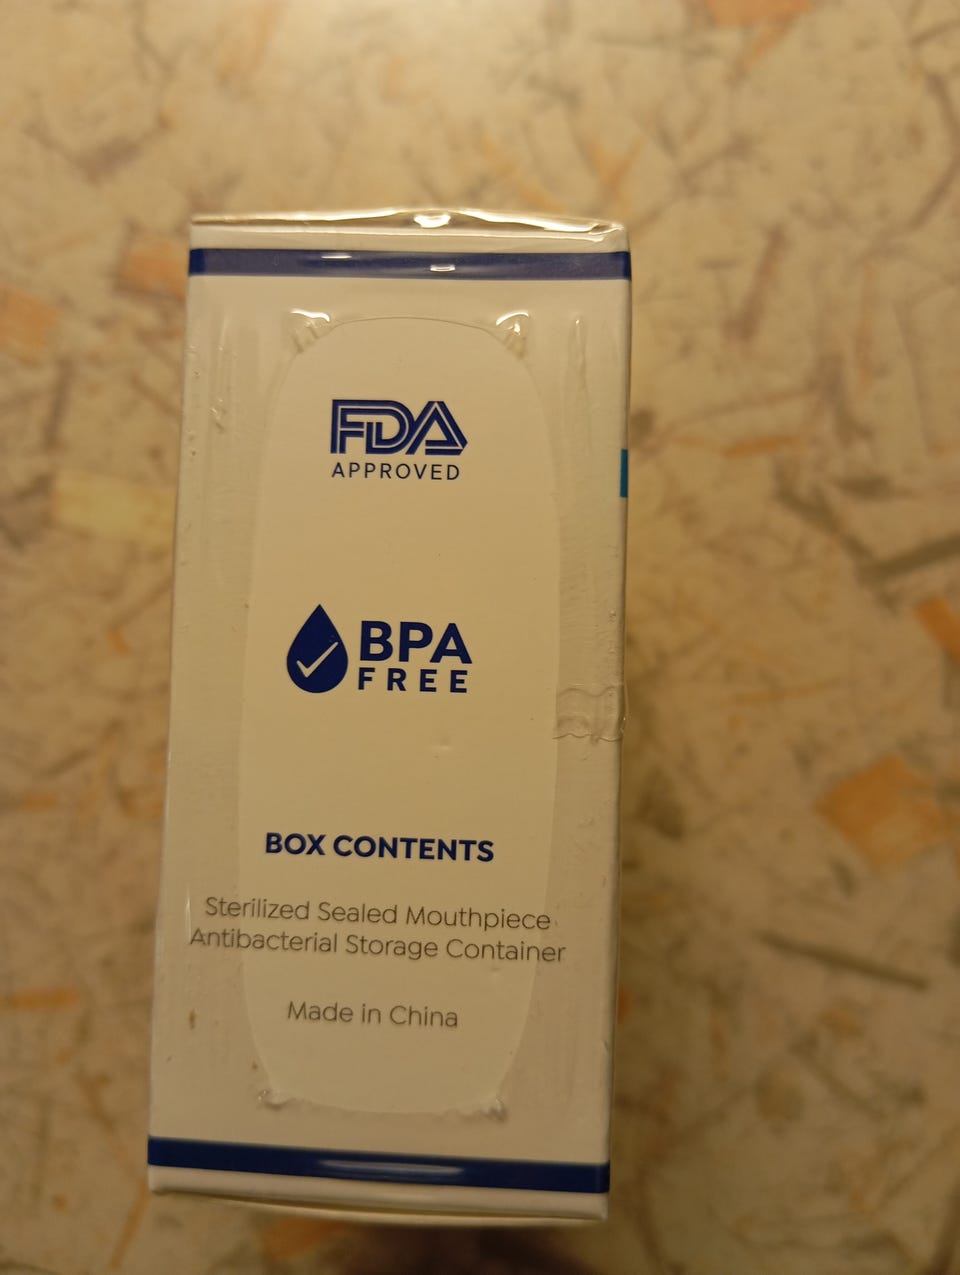 FDA
APPROVED
BPA
FREE
BOX CONTENTS
Sterilized Sealed Mouthpiece
Antibacterial Storage Container
Made in China